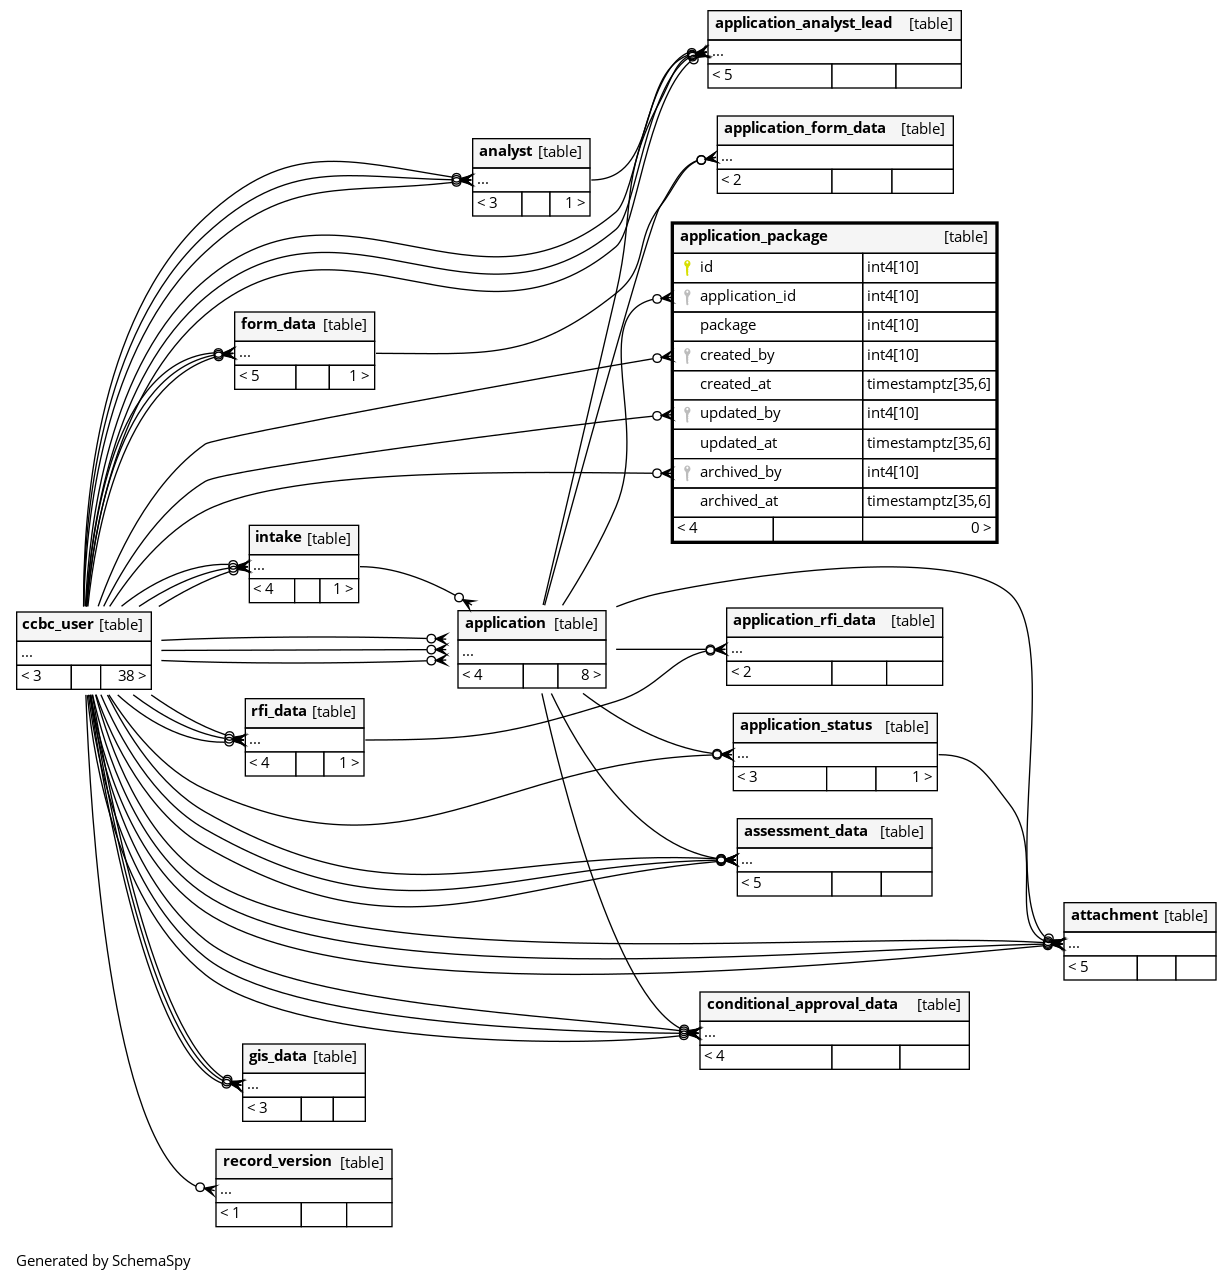 application_analyst_lead [table]
...
< 5
application_form_data [table]
...
< 2
analyst [table]
...
< 3 1 >
application_package [table]
id int4[10]
application_id int4[10]
package int4[10]
created_by int4[10]
created_at timestamptz[35,6]
updated_by int4[10]
updated_at timestamptz[35,6]
archived_by int4[10]
archived_at timestamptz[35,6]
< 4 0 >
form_data [table]
...
< 5 1 >
intake [table]
...
< 4 1 >
ccbc_user [table]
...
< 3 38 >
application [table]
...
< 4 8 >
application_rfi_data [table]
...
< 2
rfi_data [table]
...
< 4 1 >
application_status [table]
...
< 3 1 >
assessment_data [table]
...
< 5
attachment [table]
...
< 5
conditional_approval_data [table]
...
< 4
gis_data [table]
...
< 3
record_version [table]
...
< 1
Generated by SchemaSpy